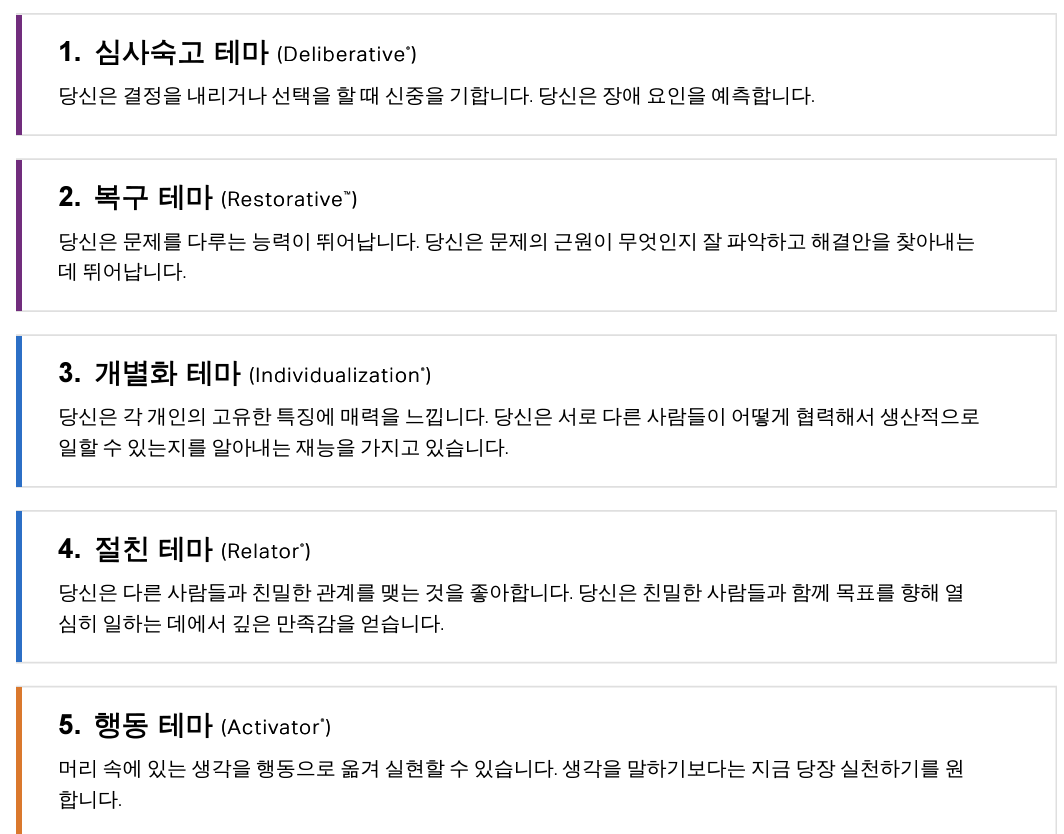 1. 심사숙고 테마 (Deliberative®)
당신은 결정을 내리거나 선택을 할 때 신중을 기합니다. 당신은 장애 요인을 예측합니다.
2. 복구 테마 (Restorative™)
당신은 문제를 다루는 능력이 뛰어납니다. 당신은 문제의 근원이 무엇인지 잘 파악하고 해결안을 찾아내는
데 뛰어납니다.
3. 개별화 테마 (Individualization®)
당신은 각 개인의 고유한 특징에 매력을 느낍니다. 당신은 서로 다른 사람들이 어떻게 협력해서 생산적으로
일할 수 있는지를 알아내는 재능을 가지고 있습니다.
4. 절친 테마 (Relator®)
당신은 다른 사람들과 친밀한 관계를 맺는 것을 좋아합니다. 당신은 친밀한 사람들과 함께 목표를 향해 열
심히 일하는 데에서 깊은 만족감을 얻습니다.
5. 행동 테마 (Activator®)
머리 속에 있는 생각을 행동으로 옮겨 실현할 수 있습니다. 생각을 말하기보다는 지금 당장 실천하기를 원
합니다.